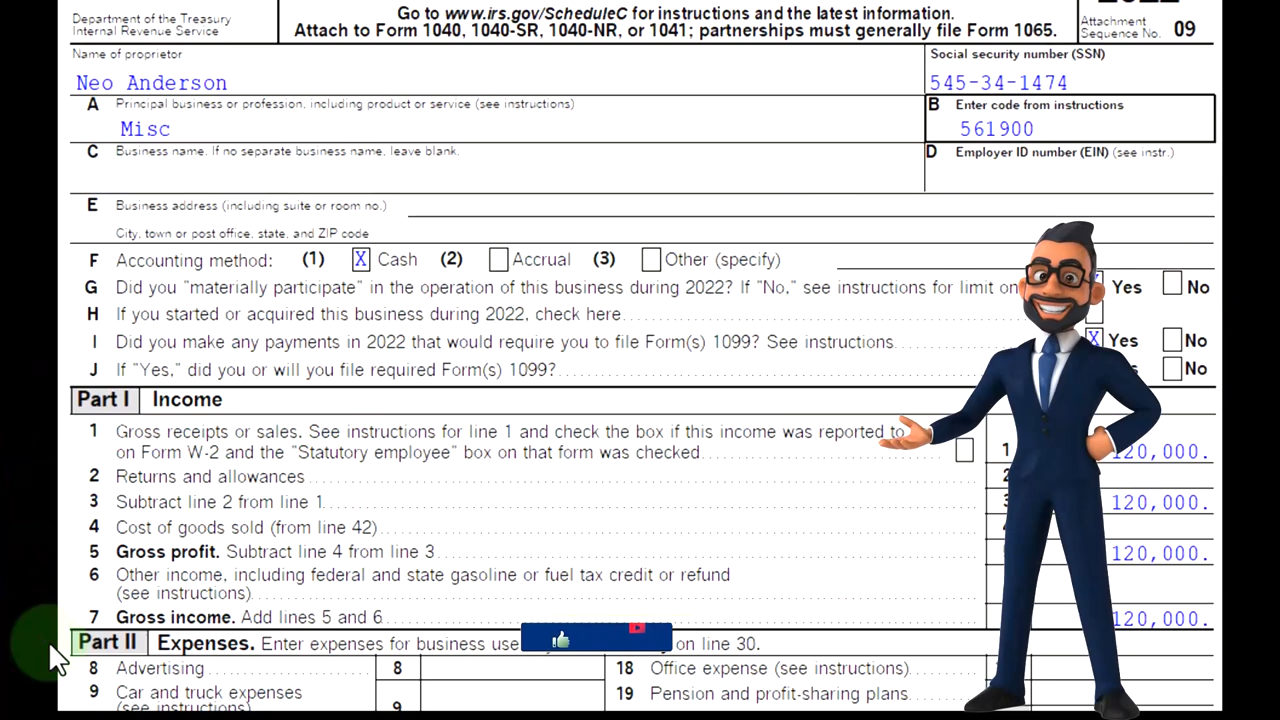 Department of the Treasury
Internal Revenue Service
Go to www.irs.gov/ScheduleC for instructions and the latest information.
Attach to Form 1040, 1040-SR, 1040-NR, or 1041; partnerships must generally file Form 1065.
Attachment
Sequence No. 09
Name of proprietor
Social security number (SSN)
Neo Anderson
545-34-1474
A Principal business or profession, including product or service (see instructions)
B Enter code from instructions
Misc
561900
C Business name. If no separate business name, leave blank.
D Employer ID number (EIN) (see instr.)
E Business address (including suite or room no.)
City, town or post office, state, and ZIP code
F Accounting method: (1) X Cash (2) Accrual (3) Other (specify)
G Did you "materially participate" in the operation of this business during 2022? If "No," see instructions for limit on Yes No
H If you started or acquired this business during 2022, check here
I Did you make any payments in 2022 that would require you to file Form(s) 1099? See instructions X Yes No
J If "Yes," did you or will you file required Form(s) 1099? No
Part I Income
1 Gross receipts or sales. See instructions for line 1 and check the box if this income was reported to
on Form W-2 and the "Statutory employee" box on that form was checked 1 120,000.
2 Returns and allowances
3 Subtract line 2 from line 1 3 120,000.
4 Cost of goods sold (from line 42)
5 Gross profit. Subtract line 4 from line 3 120,000.
6 Other income, including federal and state gasoline or fuel tax credit or refund
(see instructions)
7 Gross income. Add lines 5 and 6 120,000.
Part II Expenses. Enter expenses for business use on line 30.
8 Advertising 8
18 Office expense (see instructions)
9 Car and truck expenses
(see instructions) 9
19 Pension and profit-sharing plans